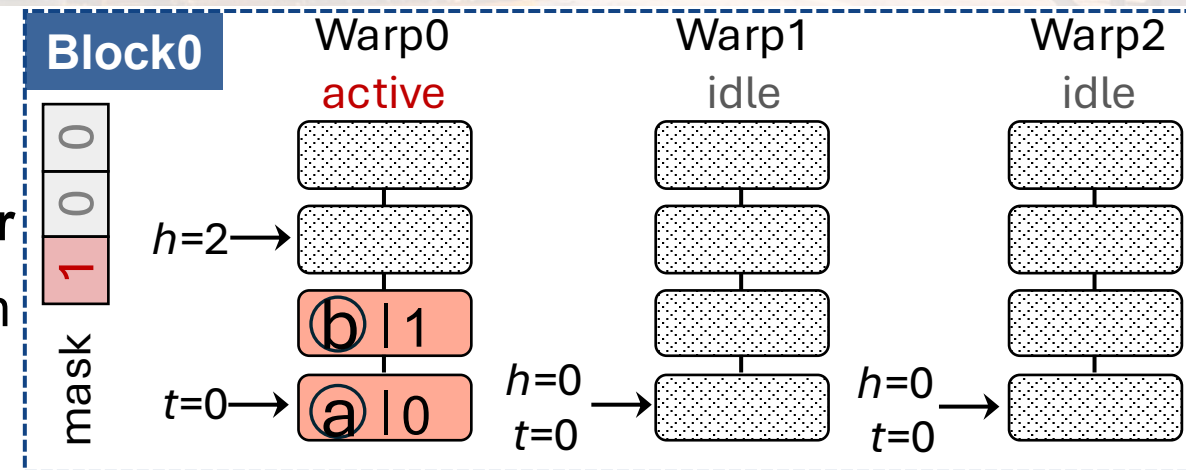 Block0
Warp0
Warp1
Warp2
active
idle
idle
0
0
1
mask
h=2
b | 1
t=0
a | 0
h=0
t=0
h=0
t=0
r
n